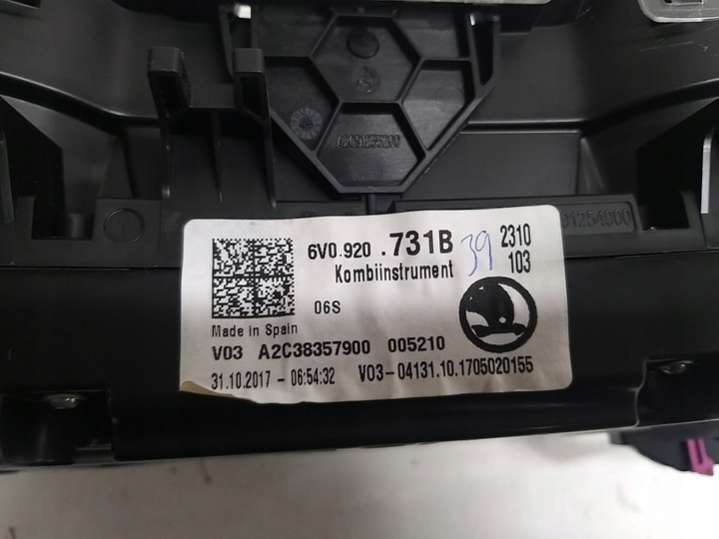 6V0.920 .731B 39 2310
Kombiinstrument 103
06S
Made in Spain
V03 A2C38357900 005210
31.10.2017 - 06:54:32 V03-04131.10.1705020155